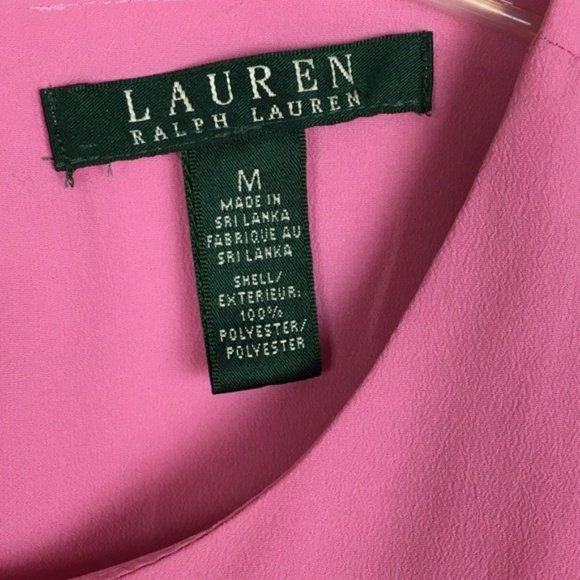 LAUREN
RALPH LAUREN
M
MADE IN
SRI LANKA
FABRIQUE AU
SRI LANKA
SHELL/
EXTERIEUR:
100%
POLYESTER/
POLYESTER